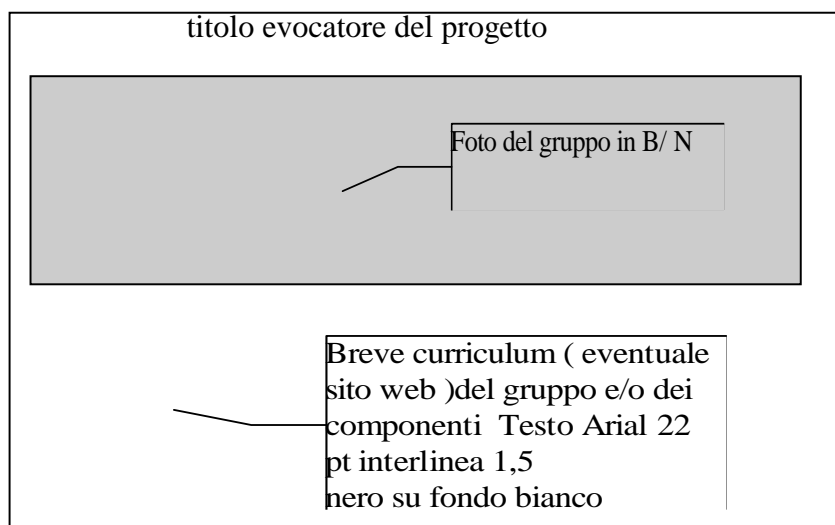 titolo evocatore del progetto
Foto del gruppo in B/ N
Breve curriculum ( eventuale
sito web )del gruppo e/o dei
componenti  Testo Arial 22
pt interlinea 1,5
nero su fondo bianco